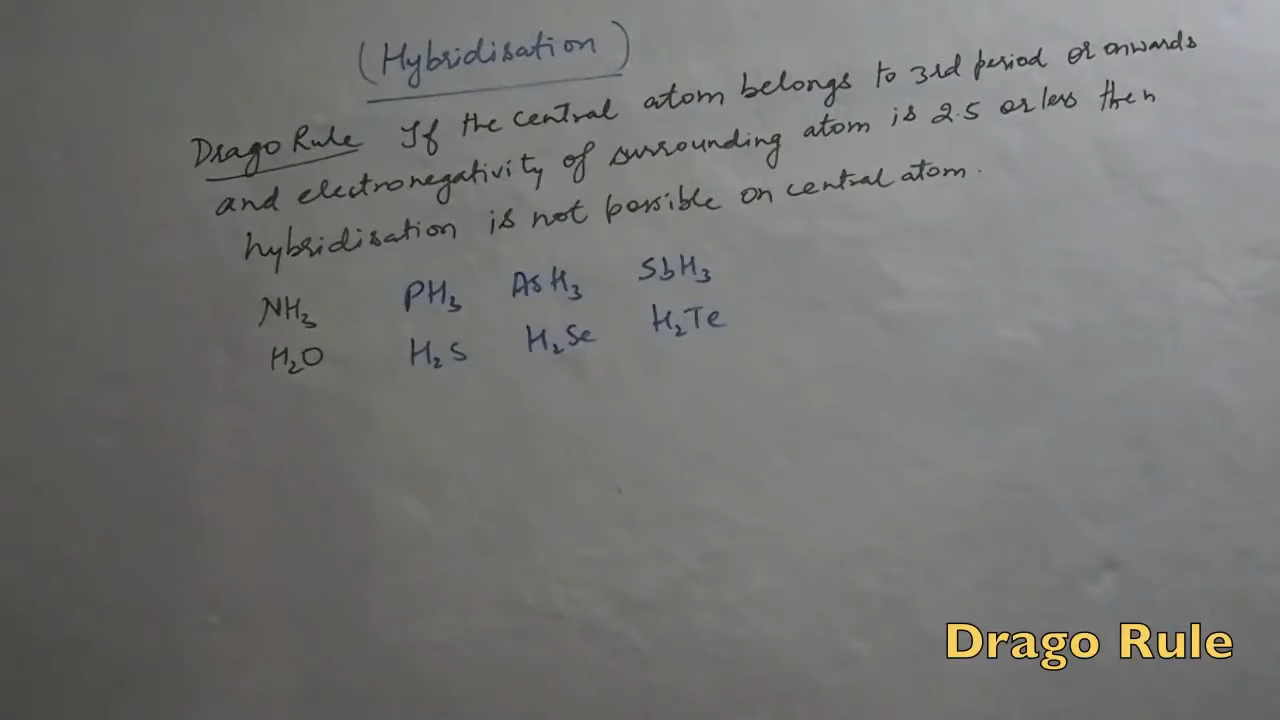 (Hybridisation)
Drago Rule If the central atom belongs to 3rd period or onwards
and electronegativity of surrounding atom is 2.5 or less then
hybridisation is not possible on central atom.
NH₃ PH₃ AsH₃ SbH₃
H₂O H₂S H₂Se H₂Te
Drago Rule